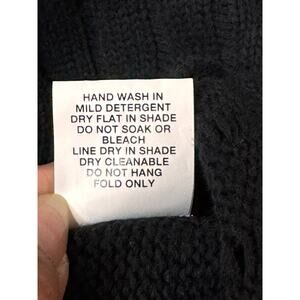 HAND WASH IN
MILD DETERGENT
DRY FLAT IN SHADE
DO NOT SOAK OR
BLEACH
LINE DRY IN SHADE
DRY CLEANABLE
DO NOT HANG
FOLD ONLY